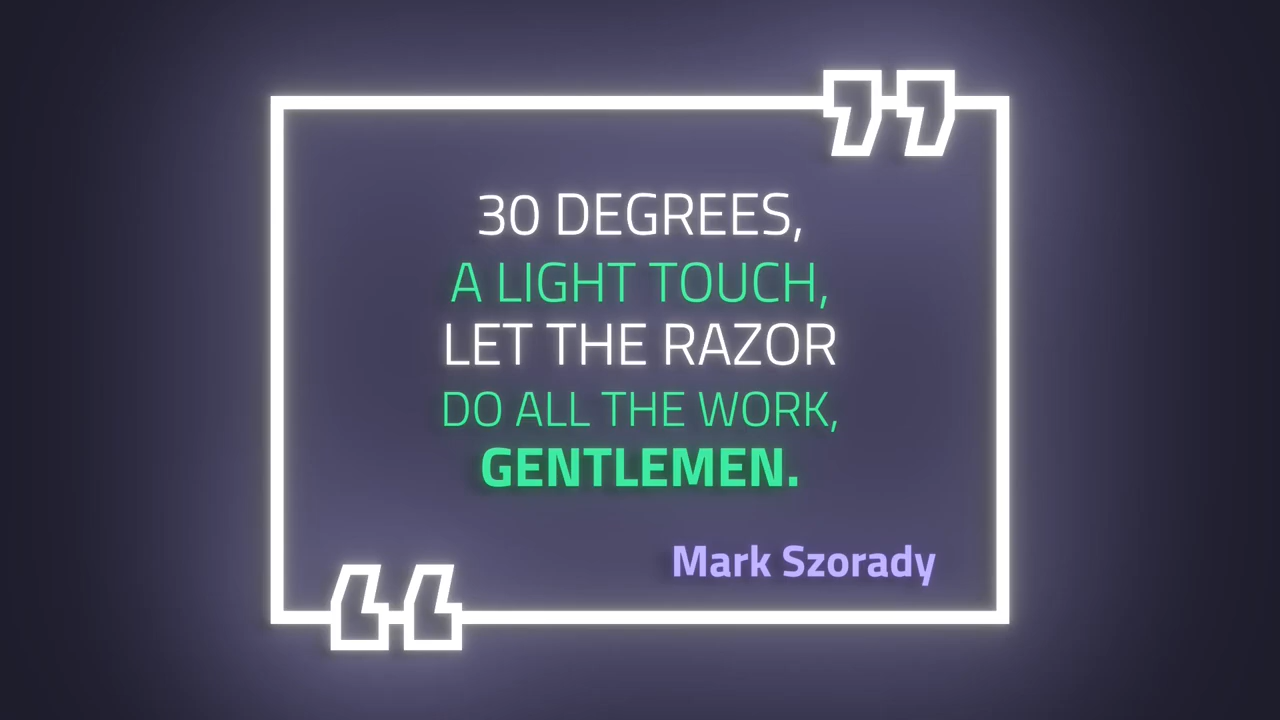 30 DEGREES,
A LIGHT TOUCH,
LET THE RAZOR
DO ALL THE WORK,
GENTLEMEN.
Mark Szorady